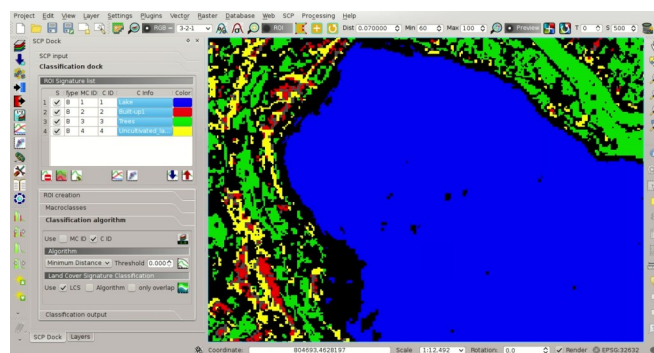 Project Edit View Layer Settings Plugins Vector Raster Database Web SCP Processing Help
RGB = 3-2-1 ROI Dist 0.070000 Min 60 Max 100 Preview T 0 S 500
SCP Dock
SCP input
Classification dock
ROI Signature list
S Type MC ID C ID C Info Color
1 B 1 1 Lake
2 B 2 2 Built-up1
3 B 3 3 Trees
4 B 4 4 Uncultivated_la...
ROI creation
Macroclasses
Classification algorithm
Use MC ID C ID
Algorithm
Minimum Distance Threshold 0.000
Land Cover Signature Classification
Use LCS Algorithm only overlap
Classification output
SCP Dock Layers
Coordinate: 804693,4628197 Scale 1:12,492 Rotation: 0.0 Render EPSG:32632